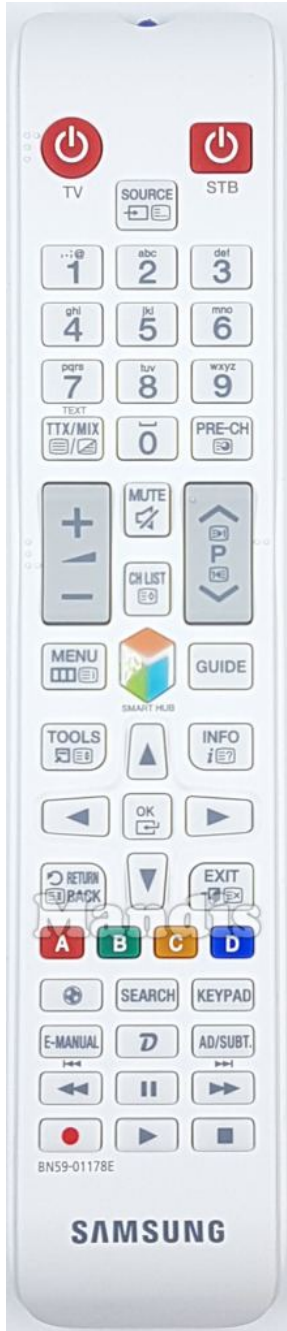 TV STB
SOURCE
.,:;@ abc def
1 2 3
ghi jkl mno
4 5 6
pqrs tuv wxyz
7 8 9
TEXT
TTX/MIX 0 PRE-CH
MUTE
+ P
−
CH LIST
MENU GUIDE
SMART HUB
TOOLS INFO
i ?
OK
RETURN EXIT
BACK
Mandis
A B C D
SEARCH KEYPAD
E-MANUAL D AD/SUBT.
BN59-01178E
SAMSUNG